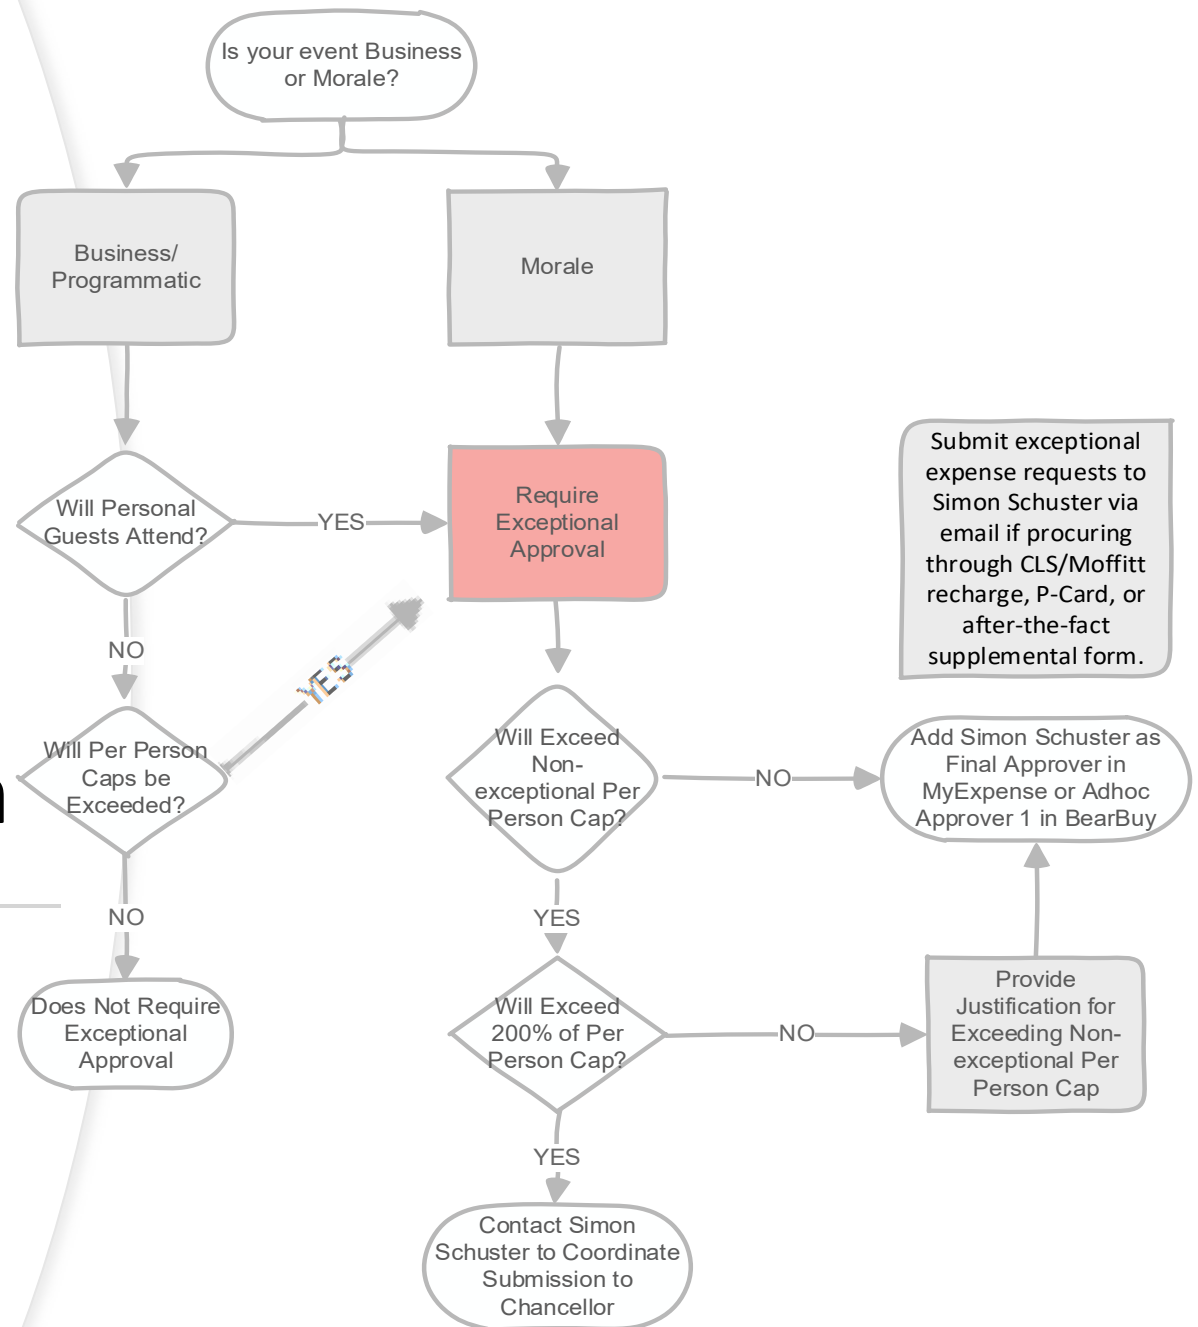 Is your event Business
or Morale?
Business/
Programmatic
Morale
Will Personal
Guests Attend?
YES
Require
Exceptional
Approval
Submit exceptional
expense requests to
Simon Schuster via
email if procuring
through CLS/Moffitt
recharge, P-Card, or
after-the-fact
supplemental form.
NO
YES
Will Per Person
Caps be
Exceeded?
Will Exceed
Non-
exceptional Per
Person Cap?
NO
Add Simon Schuster as
Final Approver in
MyExpense or Adhoc
Approver 1 in BearBuy
NO
YES
Does Not Require
Exceptional
Approval
Will Exceed
200% of Per
Person Cap?
NO
Provide
Justification for
Exceeding Non-
exceptional Per
Person Cap
YES
Contact Simon
Schuster to Coordinate
Submission to
Chancellor